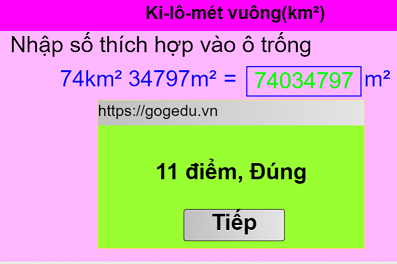 Ki-lô-mét vuông(km²)
Nhập số thích hợp vào ô trống
74km² 34797m² = 74034797 m²
https://gogedu.vn
11 điểm, Đúng
Tiếp